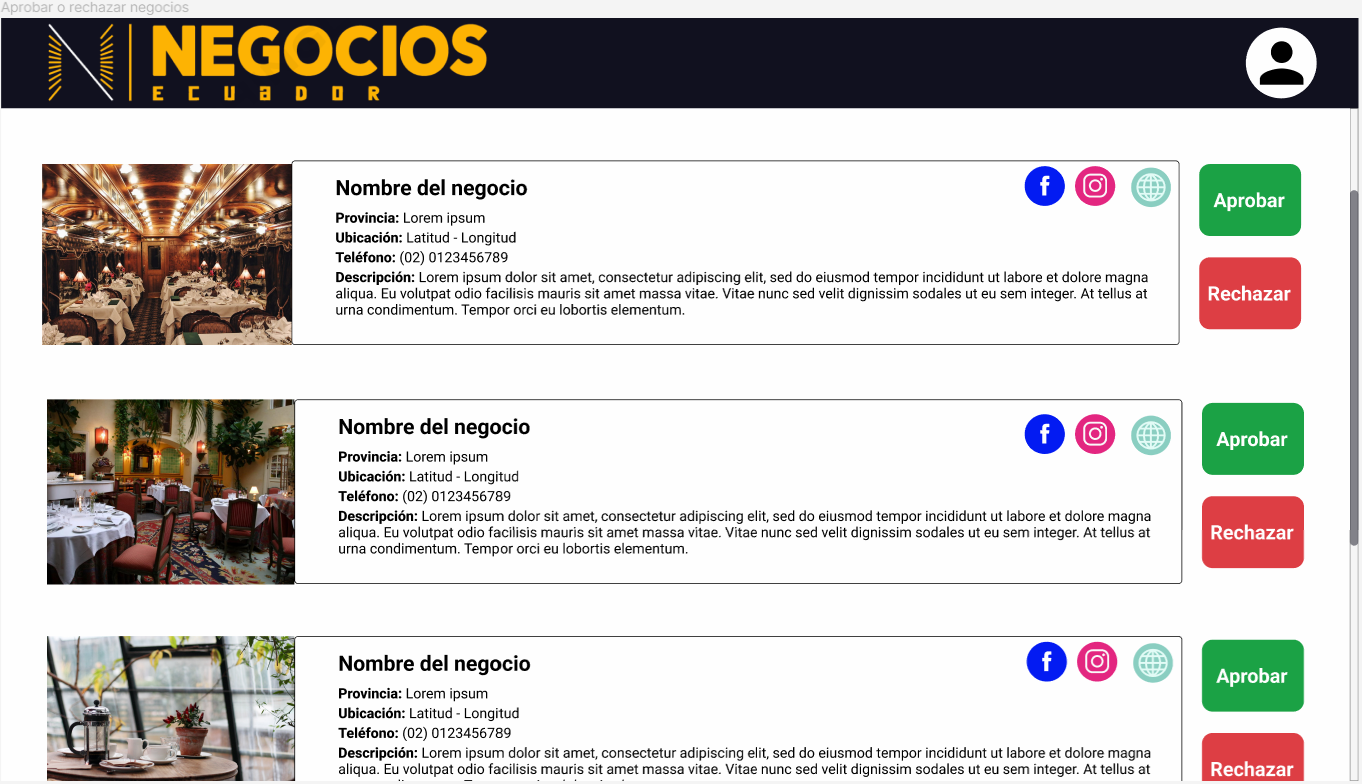 Aprobar o rechazar negocios
NEGOCIOS
ECUADOR
Nombre del negocio
Provincia: Lorem ipsum
Ubicación: Latitud - Longitud
Teléfono: (02) 0123456789
Descripción: Lorem ipsum dolor sit amet, consectetur adipiscing elit, sed do eiusmod tempor incididunt ut labore et dolore magna
aliqua. Eu volutpat odio facilisis mauris sit amet massa vitae. Vitae nunc sed velit dignissim sodales ut eu sem integer. At tellus at
urna condimentum. Tempor orci eu lobortis elementum.
Aprobar
Rechazar
Nombre del negocio
Provincia: Lorem ipsum
Ubicación: Latitud - Longitud
Teléfono: (02) 0123456789
Descripción: Lorem ipsum dolor sit amet, consectetur adipiscing elit, sed do eiusmod tempor incididunt ut labore et dolore magna
aliqua. Eu volutpat odio facilisis mauris sit amet massa vitae. Vitae nunc sed velit dignissim sodales ut eu sem integer. At tellus at
urna condimentum. Tempor orci eu lobortis elementum.
Aprobar
Rechazar
Nombre del negocio
Provincia: Lorem ipsum
Ubicación: Latitud - Longitud
Teléfono: (02) 0123456789
Descripción: Lorem ipsum dolor sit amet, consectetur adipiscing elit, sed do eiusmod tempor incididunt ut labore et dolore magna
aliqua. Eu volutpat odio facilisis mauris sit amet massa vitae. Vitae nunc sed velit dignissim sodales ut eu sem integer. At tellus at
Aprobar
Rechazar